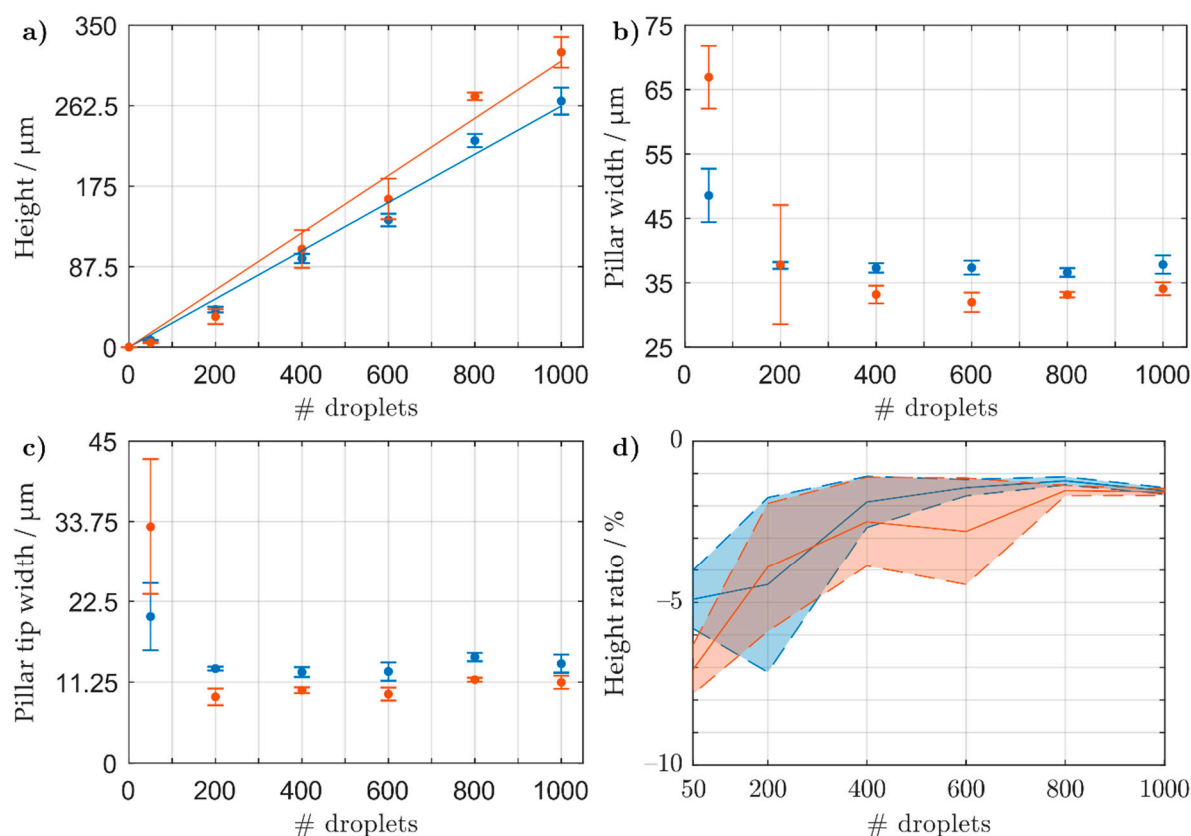 a)
350
262.5
175
87.5
0
Height / µm
0 200 400 600 800 1000
# droplets
b)
75
65
55
45
35
25
Pillar width / µm
0 200 400 600 800 1000
# droplets
c)
45
33.75
22.5
11.25
0
Pillar tip width / µm
0 200 400 600 800 1000
# droplets
d)
−0
−5
−10
Height ratio / %
50 200 400 600 800 1000
# droplets